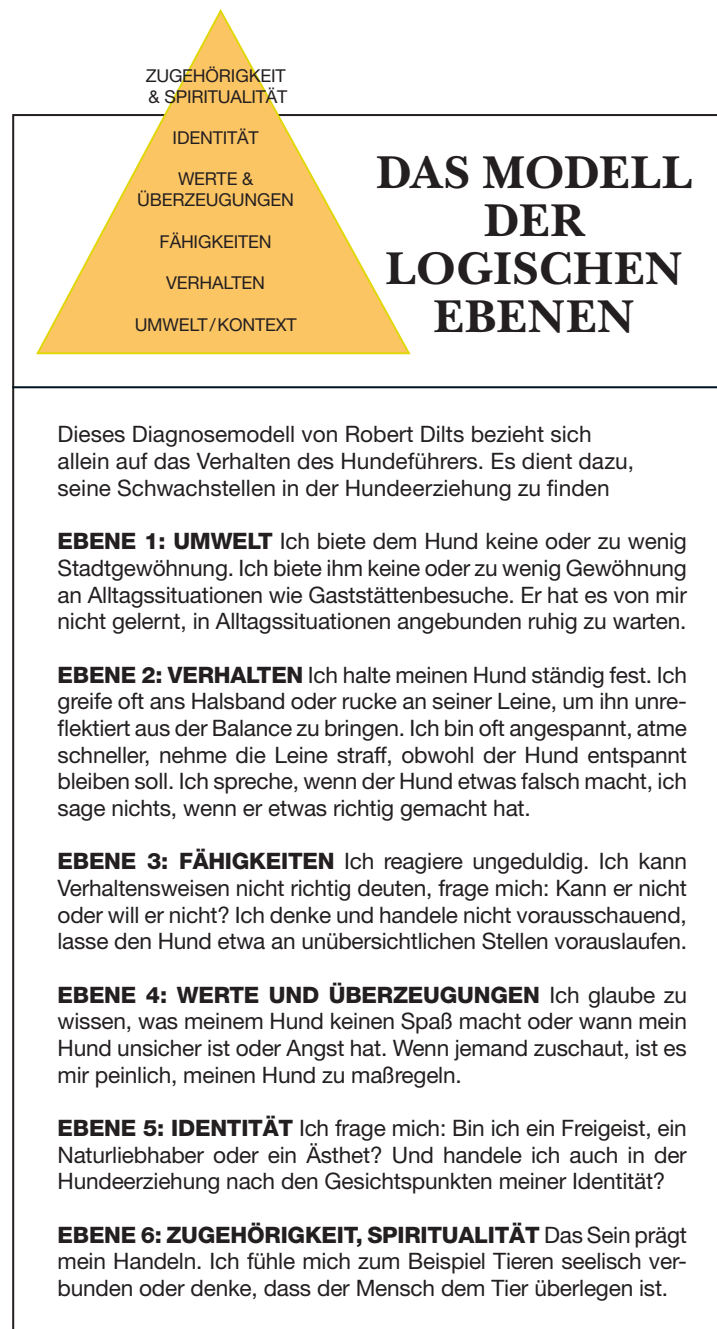 ZUGEHÖRIGKEIT
& SPIRITUALITÄT
IDENTITÄT
WERTE &
ÜBERZEUGUNGEN
FÄHIGKEITEN
VERHALTEN
UMWELT/KONTEXT
DAS MODELL
DER
LOGISCHEN
EBENEN
Dieses Diagnosemodell von Robert Dilts bezieht sich
allein auf das Verhalten des Hundeführers. Es dient dazu,
seine Schwachstellen in der Hundeerziehung zu finden
EBENE 1: UMWELT Ich biete dem Hund keine oder zu wenig
Stadtgewöhnung. Ich biete ihm keine oder zu wenig Gewöhnung
an Alltagssituationen wie Gaststättenbesuche. Er hat es von mir
nicht gelernt, in Alltagssituationen angebunden ruhig zu warten.
EBENE 2: VERHALTEN Ich halte meinen Hund ständig fest. Ich
greife oft ans Halsband oder rucke an seiner Leine, um ihn unre-
flektiert aus der Balance zu bringen. Ich bin oft angespannt, atme
schneller, nehme die Leine straff, obwohl der Hund entspannt
bleiben soll. Ich spreche, wenn der Hund etwas falsch macht, ich
sage nichts, wenn er etwas richtig gemacht hat.
EBENE 3: FÄHIGKEITEN Ich reagiere ungeduldig. Ich kann
Verhaltensweisen nicht richtig deuten, frage mich: Kann er nicht
oder will er nicht? Ich denke und handele nicht vorausschauend,
lasse den Hund etwa an unübersichtlichen Stellen vorauslaufen.
EBENE 4: WERTE UND ÜBERZEUGUNGEN Ich glaube zu
wissen, was meinem Hund keinen Spaß macht oder wann mein
Hund unsicher ist oder Angst hat. Wenn jemand zuschaut, ist es
mir peinlich, meinen Hund zu maßregeln.
EBENE 5: IDENTITÄT Ich frage mich: Bin ich ein Freigeist, ein
Naturliebhaber oder ein Ästhet? Und handele ich auch in der
Hundeerziehung nach den Gesichtspunkten meiner Identität?
EBENE 6: ZUGEHÖRIGKEIT, SPIRITUALITÄT Das Sein prägt
mein Handeln. Ich fühle mich zum Beispiel Tieren seelisch ver-
bunden oder denke, dass der Mensch dem Tier überlegen ist.